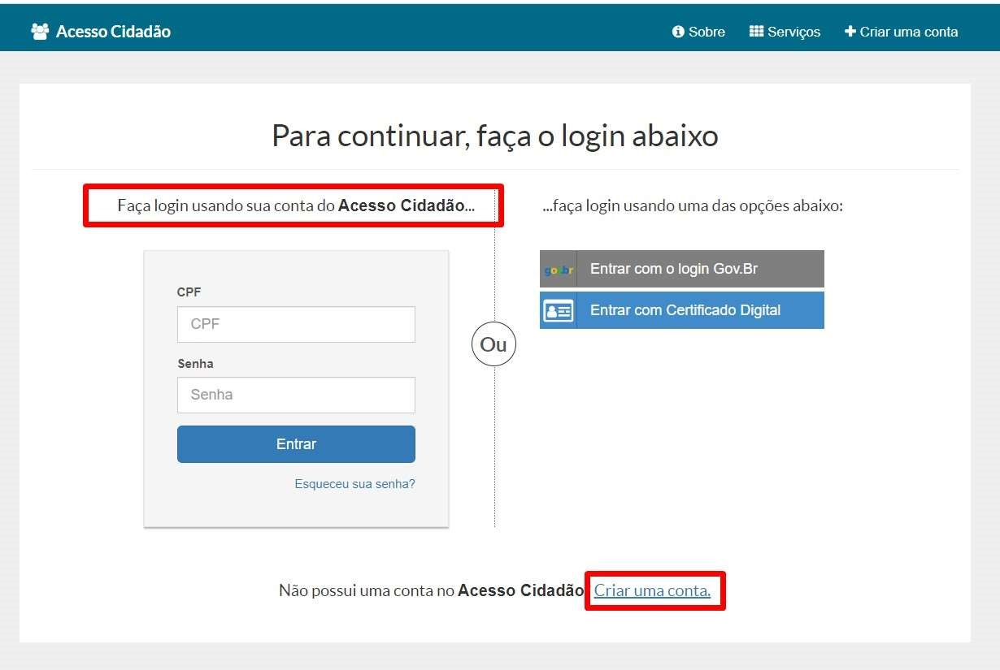 Acesso Cidadão
Sobre
Serviços
Criar uma conta
Para continuar, faça o login abaixo
Faça login usando sua conta do Acesso Cidadão...
...faça login usando uma das opções abaixo:
CPF
CPF
Senha
Senha
Entrar
Esqueceu sua senha?
Ou
gov.br
Entrar com o login Gov.Br
Entrar com Certificado Digital
Não possui uma conta no Acesso Cidadão Criar uma conta.